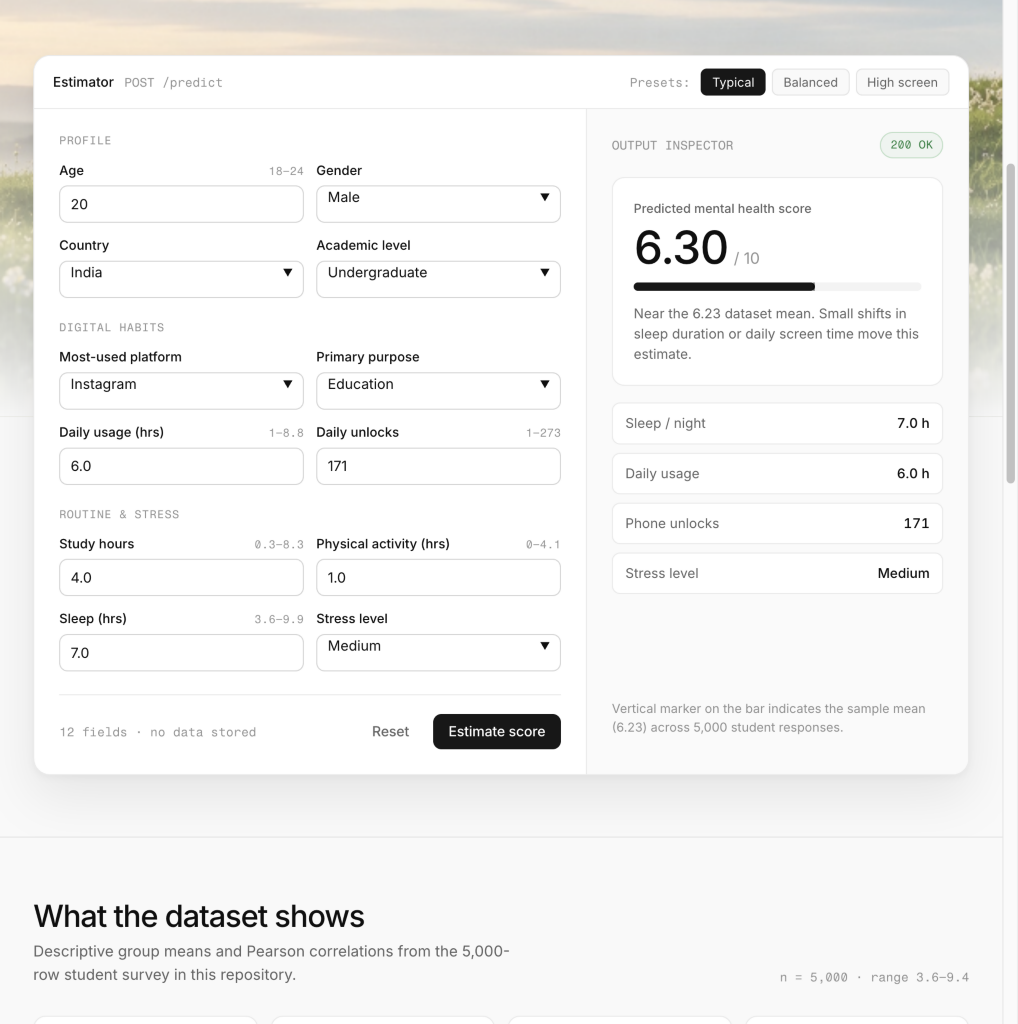 Estimator POST /predict
Presets: Typical Balanced High screen
PROFILE
Age 18–24
20
Gender
Male
Country
India
Academic level
Undergraduate
DIGITAL HABITS
Most-used platform
Instagram
Primary purpose
Education
Daily usage (hrs) 1–8.8
6.0
Daily unlocks 1–273
171
ROUTINE & STRESS
Study hours 0.3–8.3
4.0
Physical activity (hrs) 0–4.1
1.0
Sleep (hrs) 3.6–9.9
7.0
Stress level
Medium
12 fields · no data stored
Reset
Estimate score
OUTPUT INSPECTOR
200 OK
Predicted mental health score
6.30 / 10
Near the 6.23 dataset mean. Small shifts in
sleep duration or daily screen time move this
estimate.
Sleep / night 7.0 h
Daily usage 6.0 h
Phone unlocks 171
Stress level Medium
Vertical marker on the bar indicates the sample mean
(6.23) across 5,000 student responses.
What the dataset shows
Descriptive group means and Pearson correlations from the 5,000-
row student survey in this repository.
n = 5,000 · range 3.6–9.4